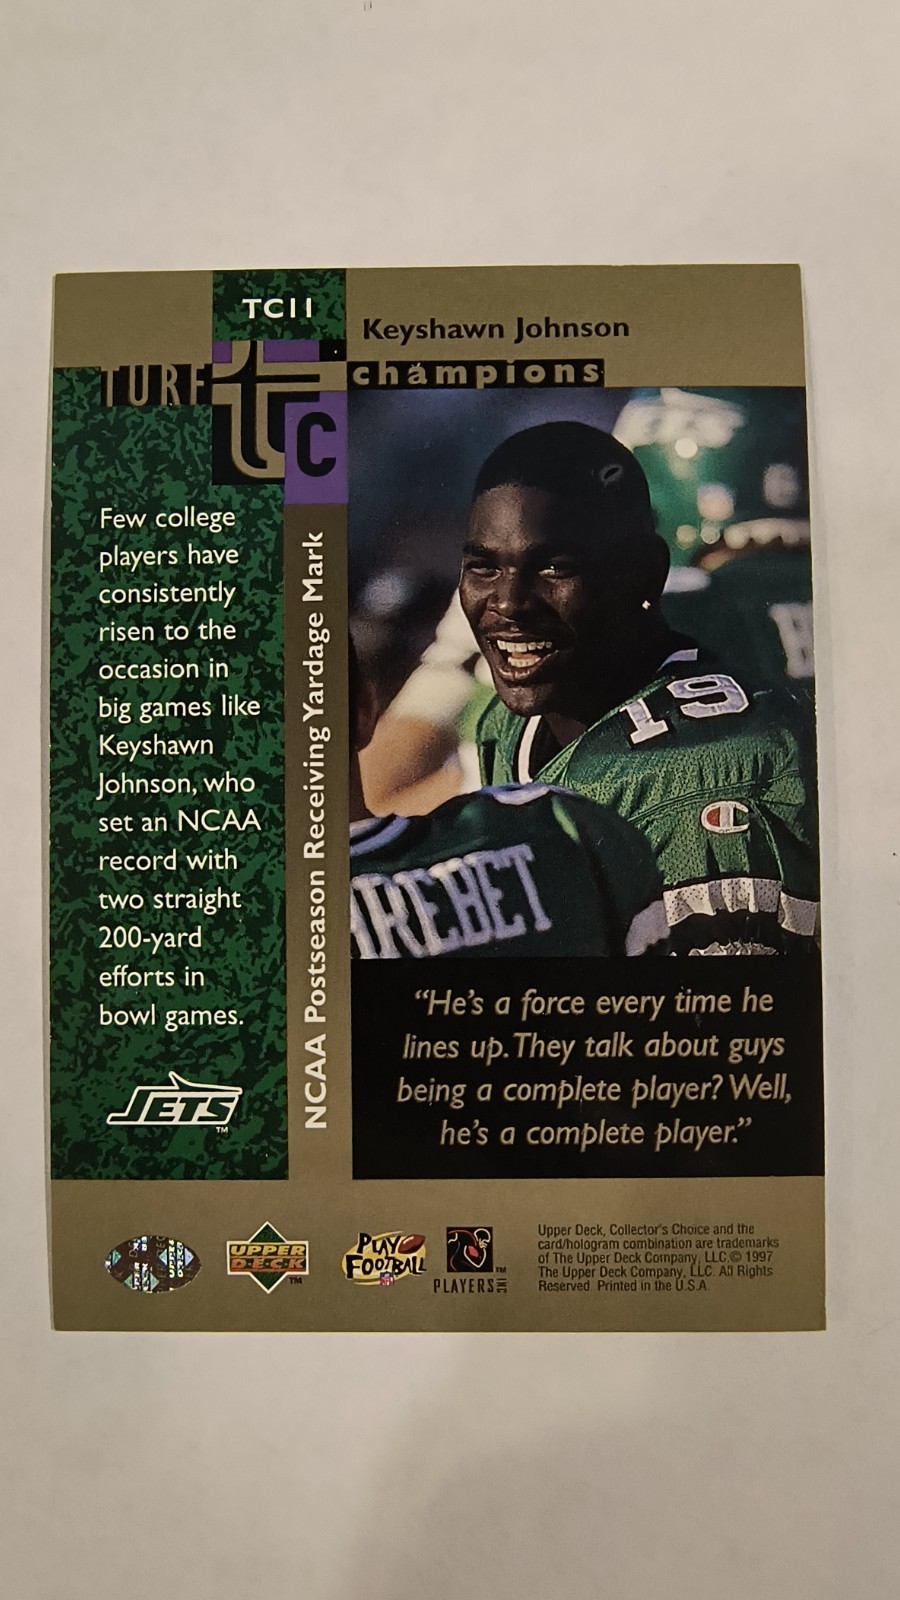 TC11
Keyshawn Johnson
TURF tc champions
Few college
players have
consistently
risen to the
occasion in
big games like
Keyshawn
Johnson, who
set an NCAA
record with
two straight
200-yard
efforts in
bowl games.
JETS
TM
NCAA Postseason Receiving Yardage Mark
19
C
REBET
"He's a force every time he
lines up. They talk about guys
being a complete player? Well,
he's a complete player."
UPPER
DECK
TM
PLAY
FOOTBALL
NFL
PLAYERS INC
TM
Upper Deck, Collector's Choice and the
card/hologram combination are trademarks
of The Upper Deck Company, LLC. © 1997
The Upper Deck Company, LLC. All Rights
Reserved. Printed in the U.S.A.